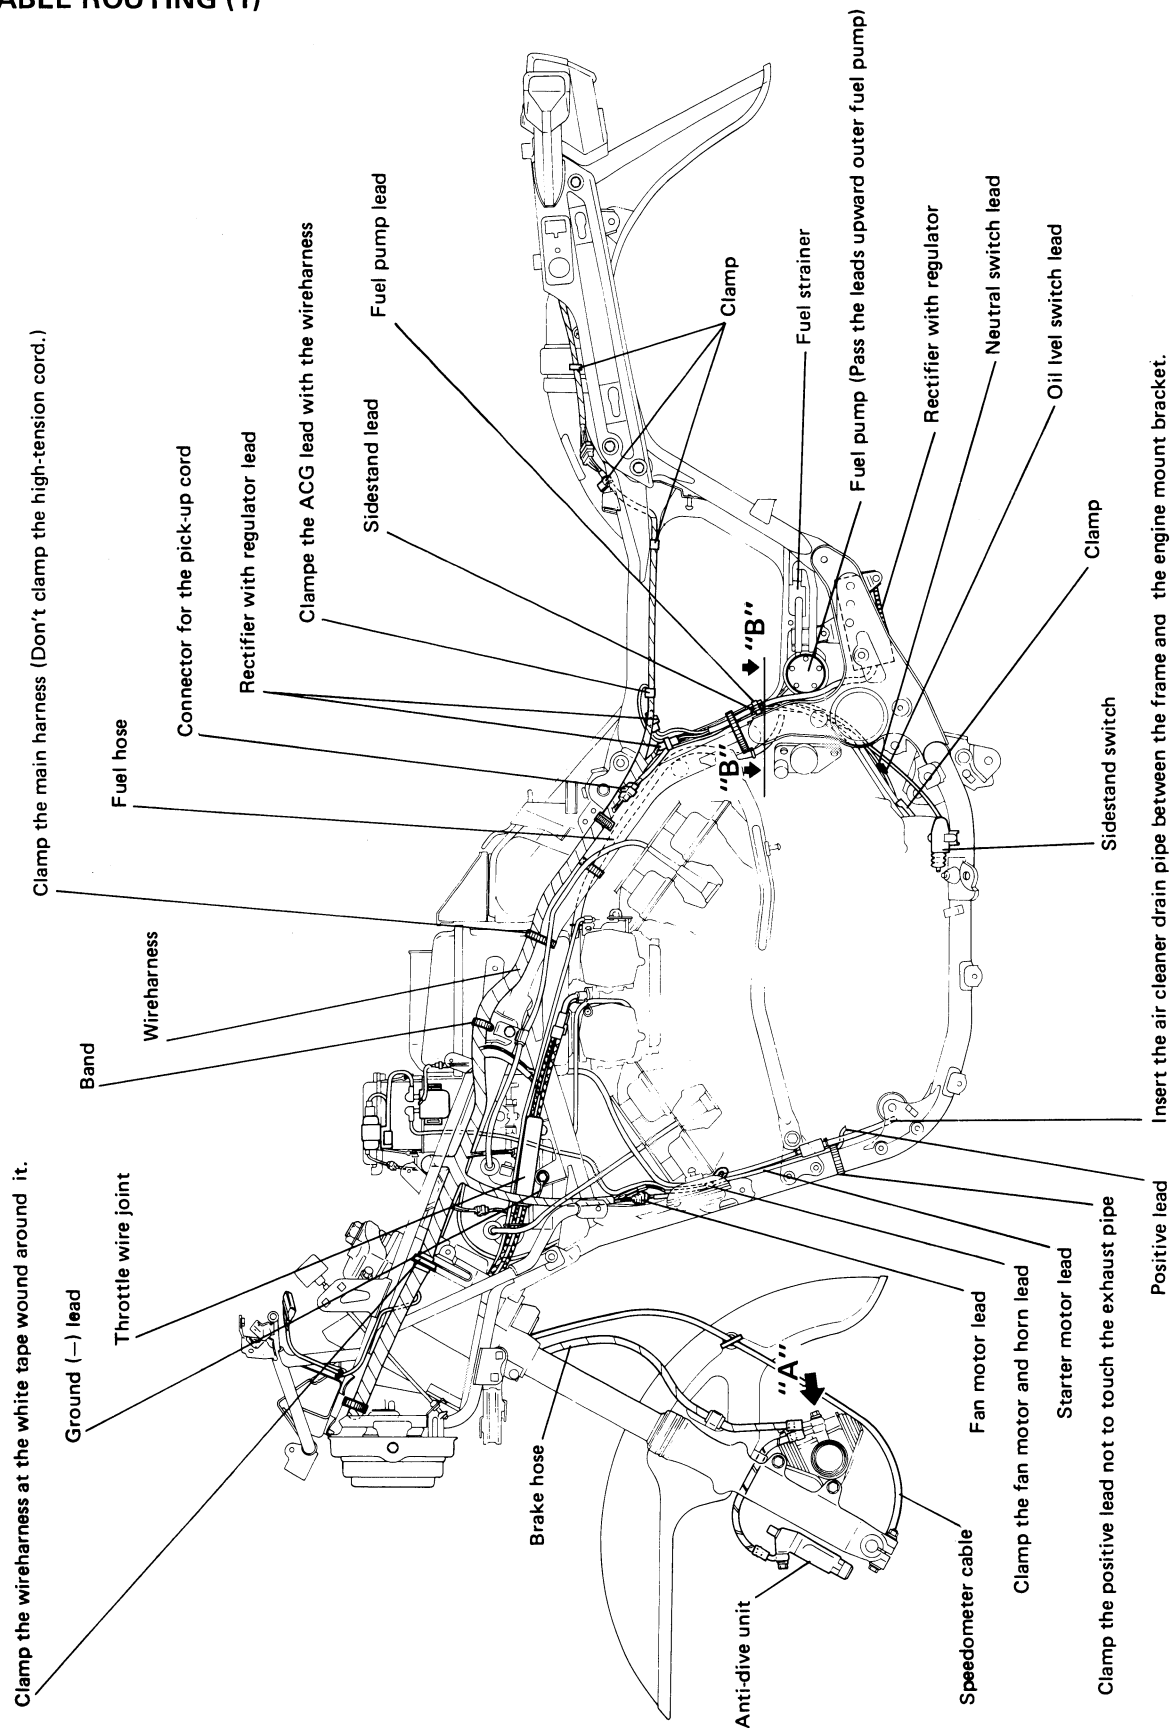 ABLE ROUTING (1)
Clamp the wireharness at the white tape wound around it.
Ground (−) lead
Throttle wire joint
Band
Wireharness
Clamp the main harness (Don't clamp the high-tension cord.)
Fuel hose
Connector for the pick-up cord
Rectifier with regulator lead
Clampe the ACG lead with the wireharness
Sidestand lead
Fuel pump lead
Clamp
Fuel strainer
Fuel pump (Pass the leads upward outer fuel pump)
Rectifier with regulator
Neutral switch lead
Oil lvel switch lead
Clamp
Sidestand switch
"B"
"B"
"A"
Brake hose
Anti-dive unit
Speedometer cable
Fan motor lead
Clamp the fan motor and horn lead
Starter motor lead
Clamp the positive lead not to touch the exhaust pipe
Positive lead
Insert the air cleaner drain pipe between the frame and the engine mount bracket.